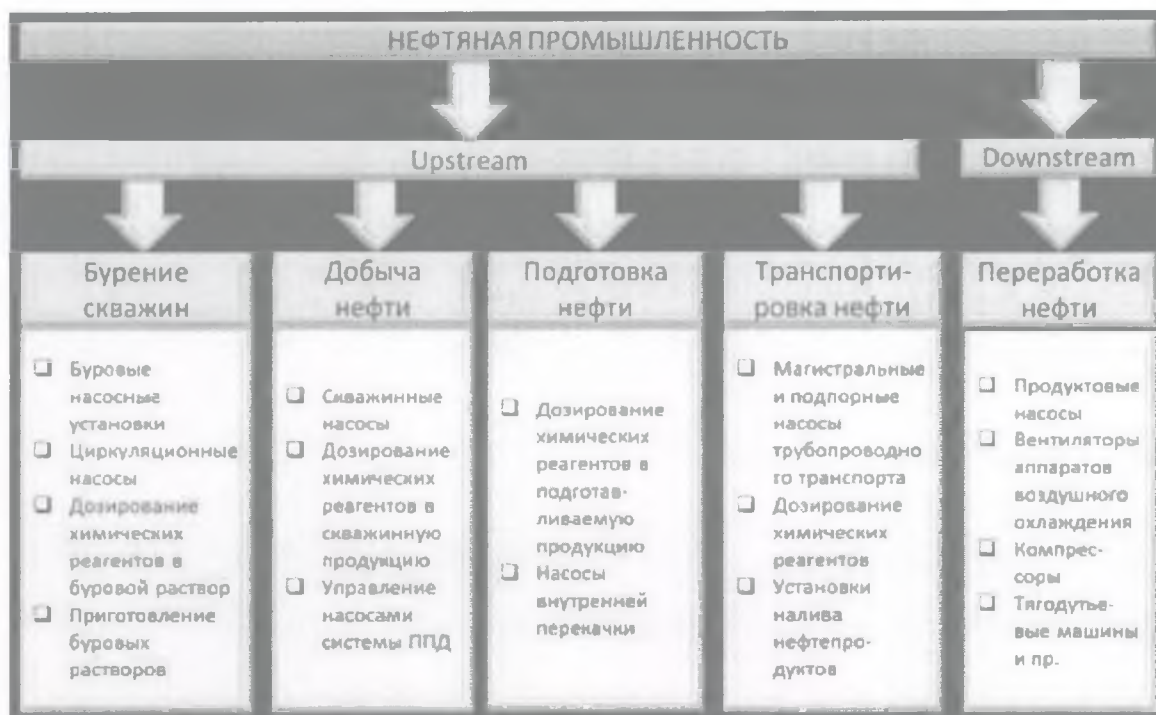 НЕФТЯНАЯ ПРОМЫШЛЕННОСТЬ
Upstream
Downstream
Бурение
скважин
Добыча
нефти
Подготовка
нефти
Транспорти-
ровка нефти
Переработка
нефти
Буровые
насосные
установки
Циркуляционные
насосы
Дозирование
химических
реагентов в
буровой раствор
Приготовление
буровых
растворов
Скважинные
насосы
Дозирование
химических
реагентов в
скважинную
продукцию
Управление
насосами
системы ППД
Дозирование
химических
реагентов в
подготав-
ливаемую
продукцию
Насосы
внутренней
перекачки
Магистральные
и подпорные
насосы
трубопроводно
го транспорта
Дозирование
химических
реагентов
Установки
налива
нефтепро-
дуктов
Продуктовые
насосы
Вентиляторы
аппаратов
воздушного
охлаждения
Компрес-
соры
Тягодутье-
вые машины
и пр.